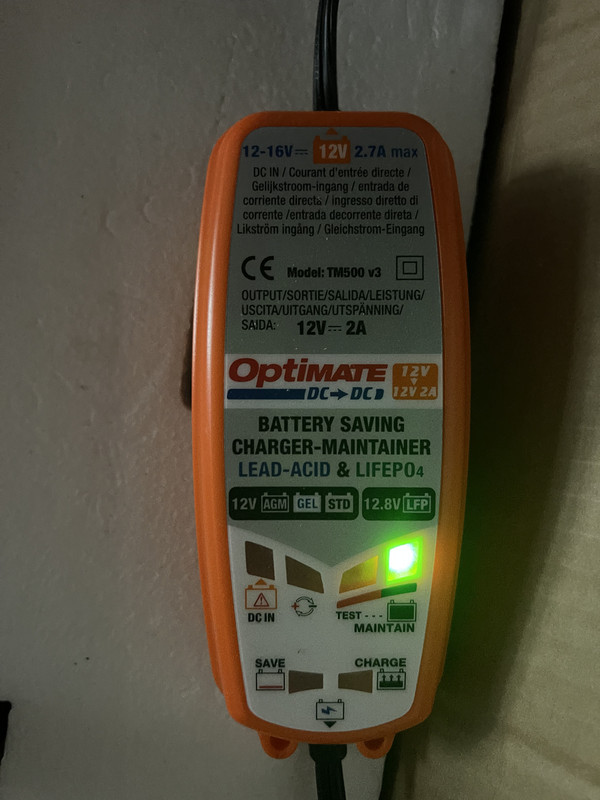 12-16V 12V 2.7A max
DC IN / Courant d'entrée directe /
Gelijkstroom-ingang / entrada de
corriente directa / ingresso diretto di
corrente /entrada decorrente direta /
Likström ingång / Gleichstrom-Eingang
CE Model: TM500 v3
OUTPUT/SORTIE/SALIDA/LEISTUNG/
USCITA/UITGANG/UTSPÄNNING/
SAIDA: 12V 2A
OPTIMATE 12V
DC DC 12V 2A
BATTERY SAVING
CHARGER-MAINTAINER
LEAD-ACID & LIFEPO4
12V AGM GEL STD 12.8V LFP
DC IN
TEST
MAINTAIN
SAVE
CHARGE